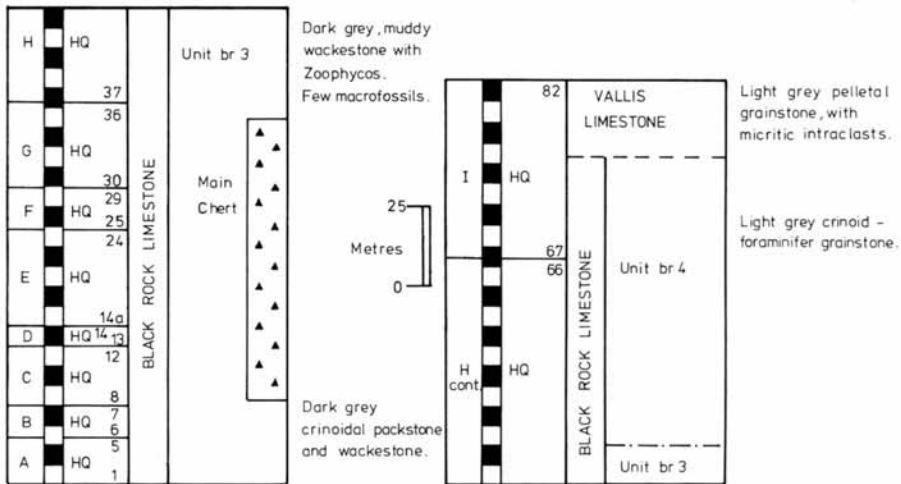 H
HQ
37
36
G
HQ
30
29
F
HQ
25
24
E
HQ
14a
D
HQ 14 13
12
C
HQ
8
7
B
HQ
6
5
A
HQ
1
BLACK ROCK LIMESTONE
Unit br 3
Main
Chert
Dark grey, muddy
wackestone with
Zoophycos.
Few macrofossils.
Dark grey
crinoidal packstone
and wackestone.
25
Metres
0
82
I
HQ
67
66
H
cont.
HQ
VALLIS
LIMESTONE
BLACK ROCK LIMESTONE
Unit br 4
Unit br 3
Light grey pelletal
grainstone, with
micritic intraclasts.
Light grey crinoid -
foraminifer grainstone.